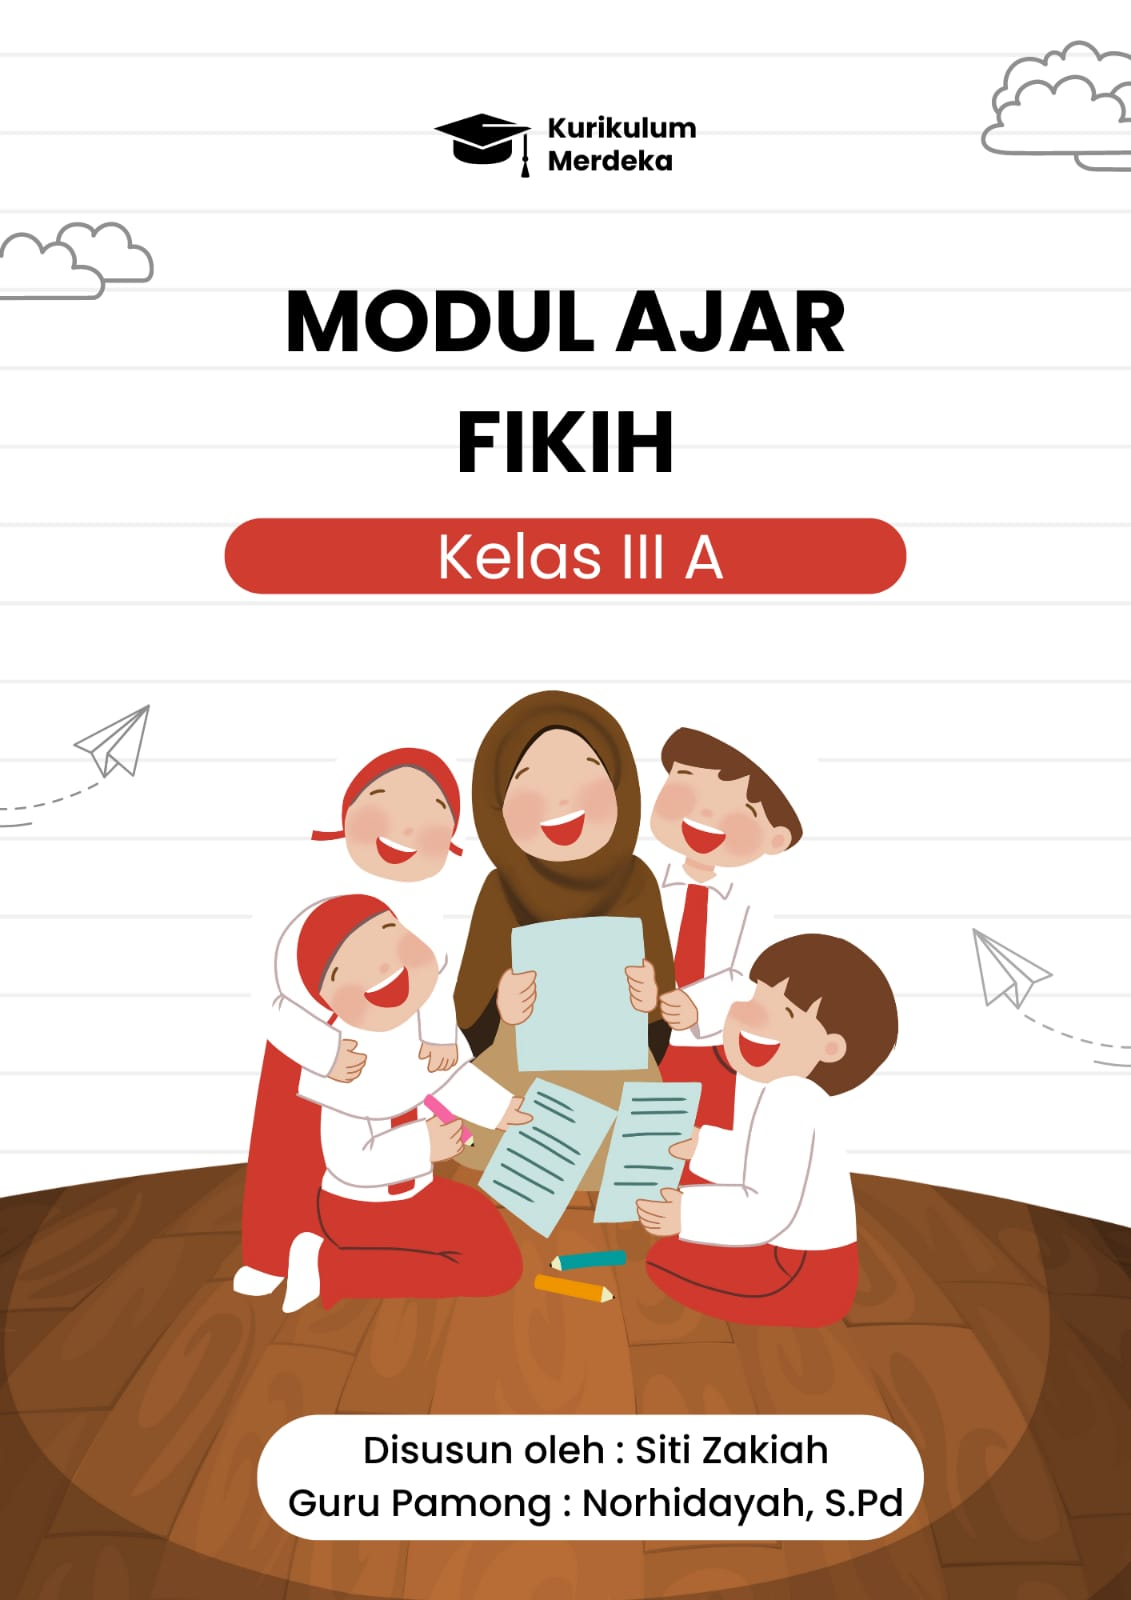 Kurikulum
Merdeka
MODUL AJAR
FIKIH
Kelas III A
Disusun oleh : Siti Zakiah
Guru Pamong : Norhidayah, S.Pd